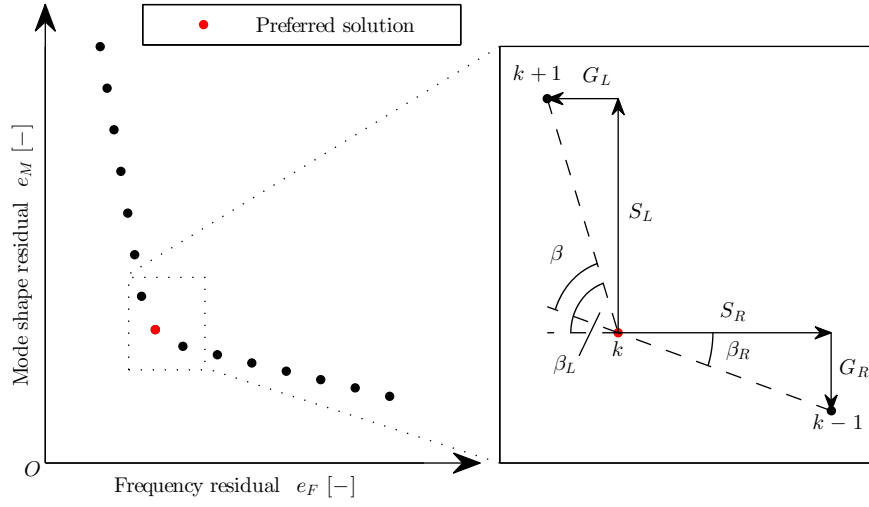 Preferred solution
Mode shape residual e_M [−]
O
Frequency residual e_F [−]
k + 1
G_L
S_L
β
S_R
β_L
k
β_R
G_R
k − 1